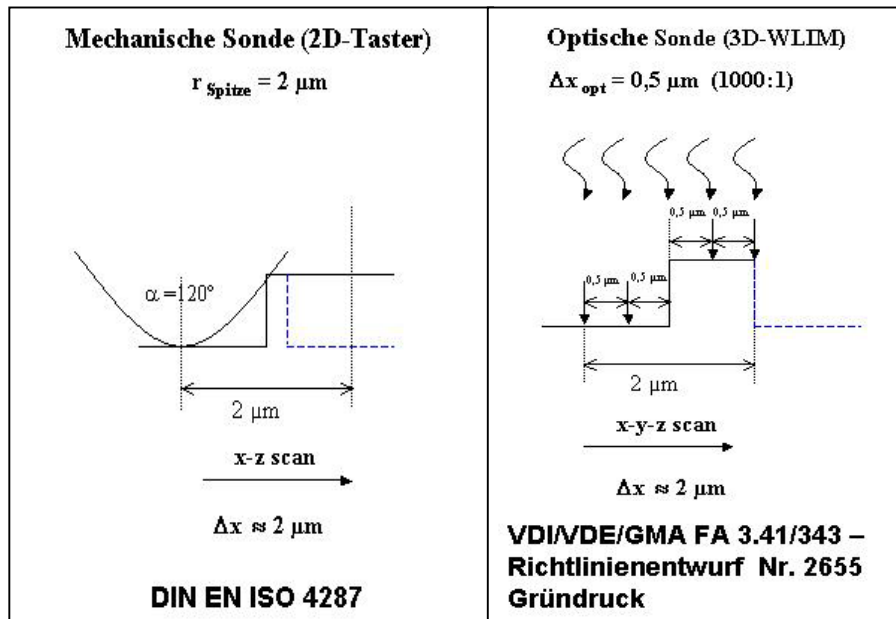 Mechanische Sonde (2D-Taster)
r Spitze = 2 µm
α =120°
2 µm
x-z scan
Δx ≈ 2 µm
DIN EN ISO 4287
Optische Sonde (3D-WLIM)
Δx opt = 0,5 µm (1000:1)
0,5 µm 0,5 µm
0,5 µm 0,5 µm
2 µm
x-y-z scan
Δx ≈ 2 µm
VDI/VDE/GMA FA 3.41/343 –
Richtlinienentwurf Nr. 2655
Gründruck